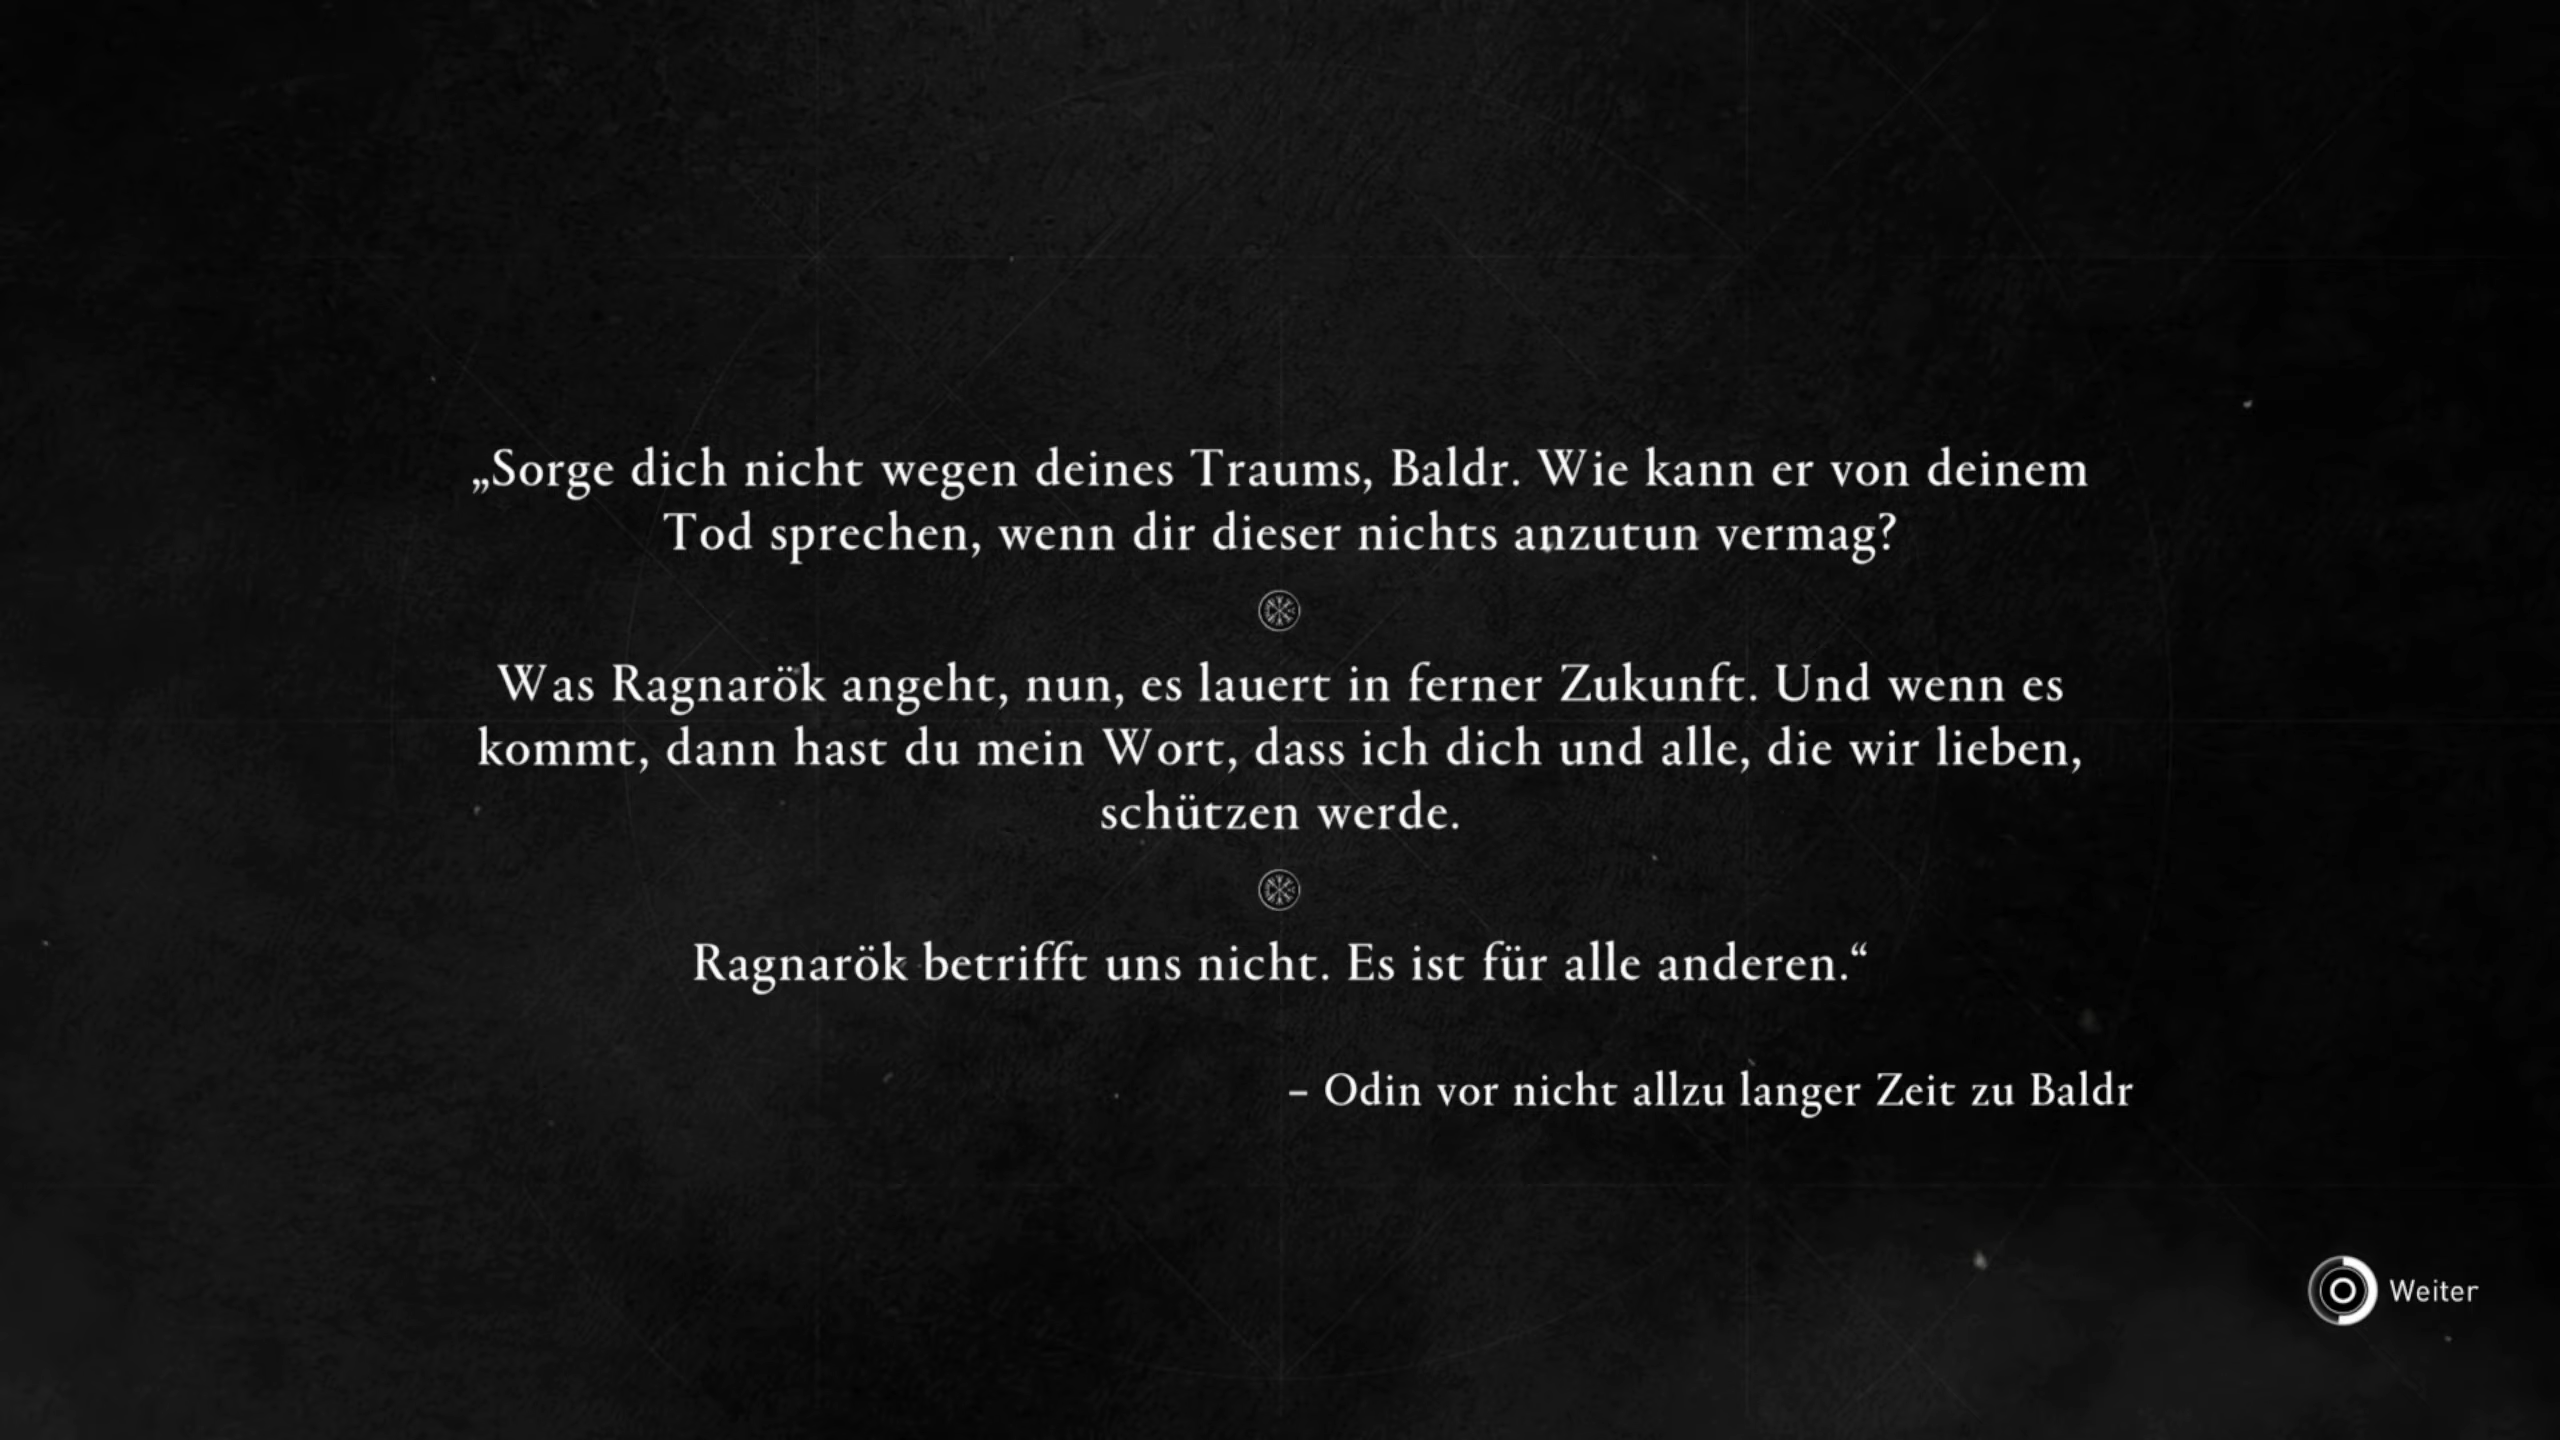 „Sorge dich nicht wegen deines Traums, Baldr. Wie kann er von deinem
Tod sprechen, wenn dir dieser nichts anzutun vermag?
Was Ragnarök angeht, nun, es lauert in ferner Zukunft. Und wenn es
kommt, dann hast du mein Wort, dass ich dich und alle, die wir lieben,
schützen werde.
Ragnarök betrifft uns nicht. Es ist für alle anderen.“
– Odin vor nicht allzu langer Zeit zu Baldr
Weiter